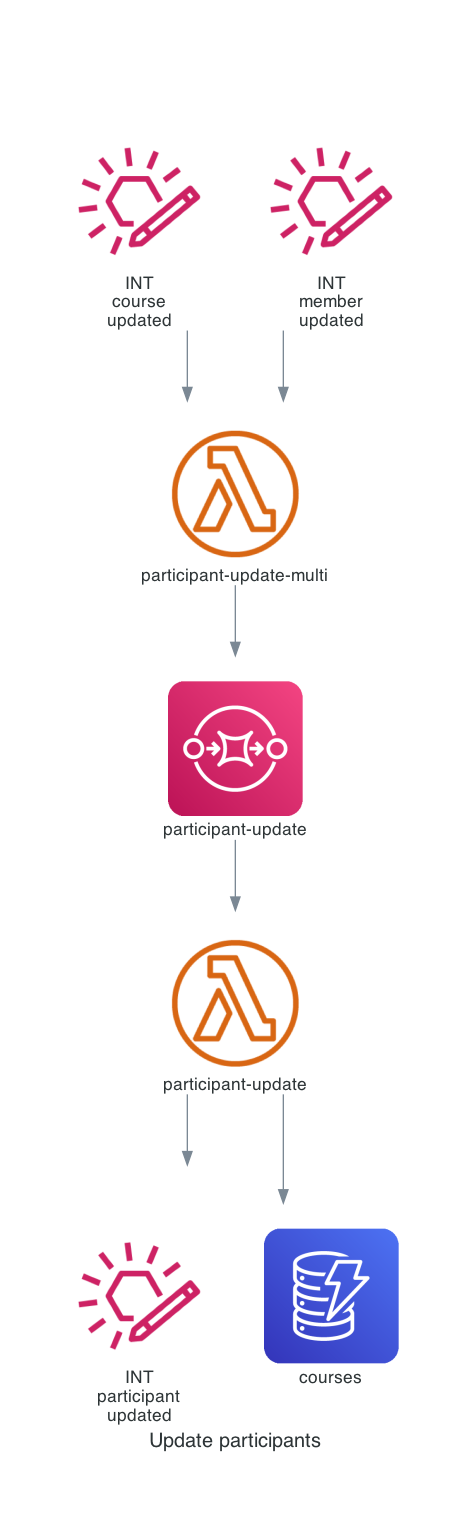 INT
course
updated
INT
member
updated
participant-update-multi
participant-update
participant-update
INT
participant
updated
courses
Update participants